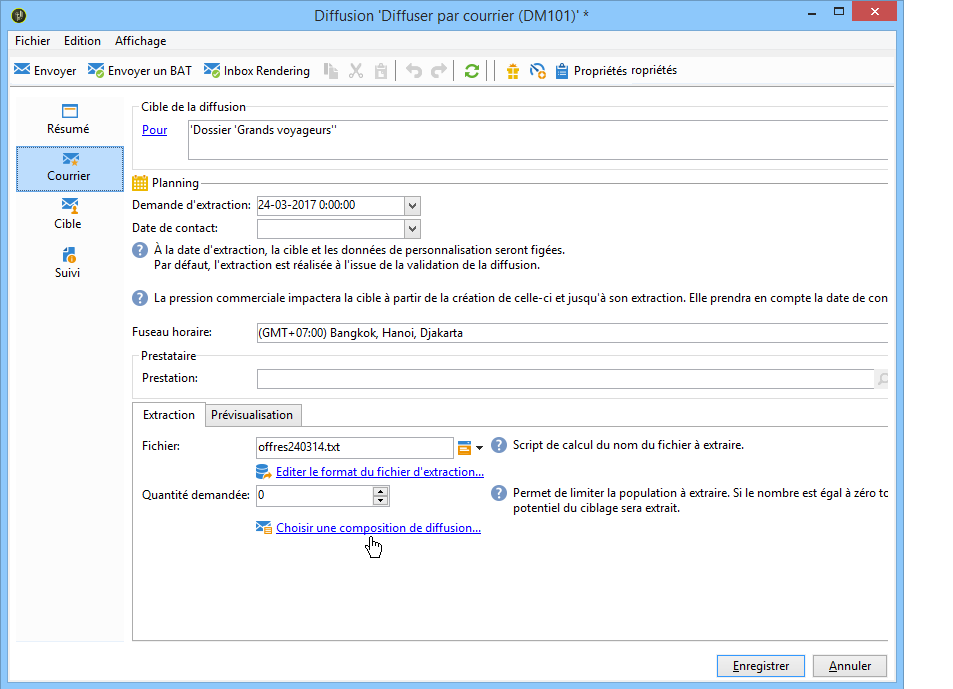 Diffusion 'Diffuser par courrier (DM101)' *
Fichier Edition Affichage
Envoyer Envoyer un BAT Inbox Rendering Propriétés ropriétés
Résumé
Courrier
Cible
Suivi
Cible de la diffusion
Pour 'Dossier 'Grands voyageurs''
Planning
Demande d'extraction: 24-03-2017 0:00:00
Date de contact:
À la date d'extraction, la cible et les données de personnalisation seront figées.
Par défaut, l'extraction est réalisée à l'issue de la validation de la diffusion.
La pression commerciale impactera la cible à partir de la création de celle-ci et jusqu'à son extraction. Elle prendra en compte la date de con
Fuseau horaire: (GMT+07:00) Bangkok, Hanoi, Djakarta
Prestataire
Prestation:
Extraction Prévisualisation
Fichier: offres240314.txt Script de calcul du nom du fichier à extraire.
Editer le format du fichier d'extraction...
Quantité demandée: 0 Permet de limiter la population à extraire. Si le nombre est égal à zéro to
potentiel du ciblage sera extrait.
Choisir une composition de diffusion...
Enregistrer Annuler